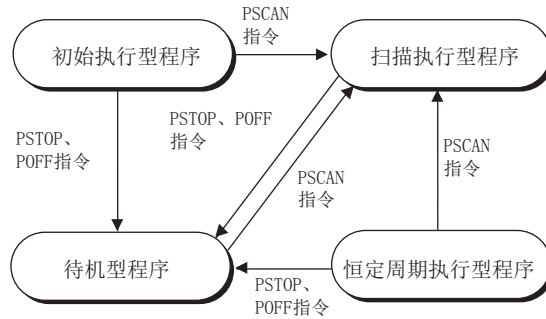 PSCAN
指令
初始执行型程序
扫描执行型程序
PSTOP、POFF
指令
PSTOP、
POFF指令
PSCAN
指令
PSCAN
指令
待机型程序
恒定周期执行型程序
PSTOP、
POFF指令